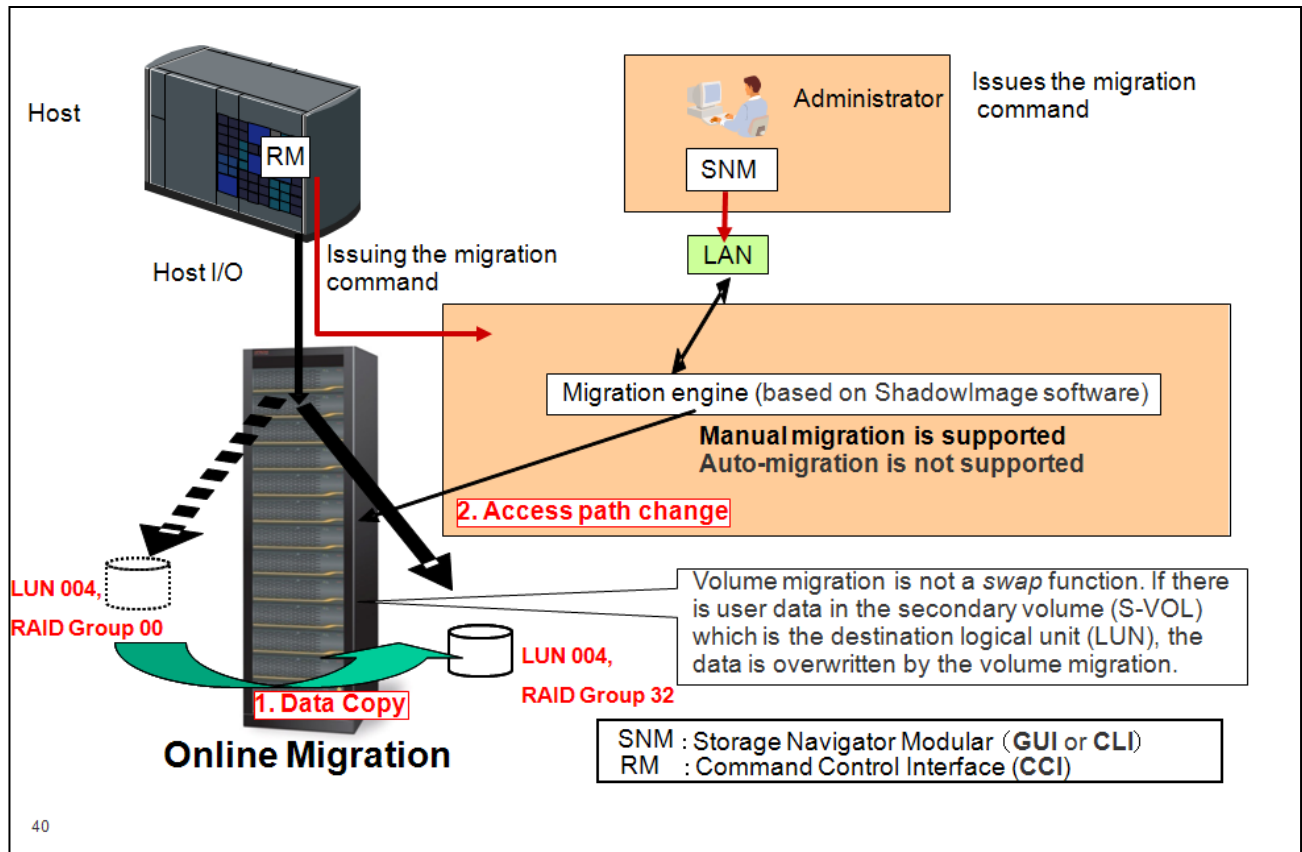 Host
RM
Host I/O
Issuing the migration
command
Administrator
Issues the migration
command
SNM
LAN
Migration engine (based on ShadowImage software)
Manual migration is supported
Auto-migration is not supported
2. Access path change
LUN 004,
RAID Group 00
Volume migration is not a swap function. If there
is user data in the secondary volume (S-VOL)
which is the destination logical unit (LUN), the
data is overwritten by the volume migration.
LUN 004,
RAID Group 32
1. Data Copy
Online Migration
SNM : Storage Navigator Modular (GUI or CLI)
RM : Command Control Interface (CCI)
40